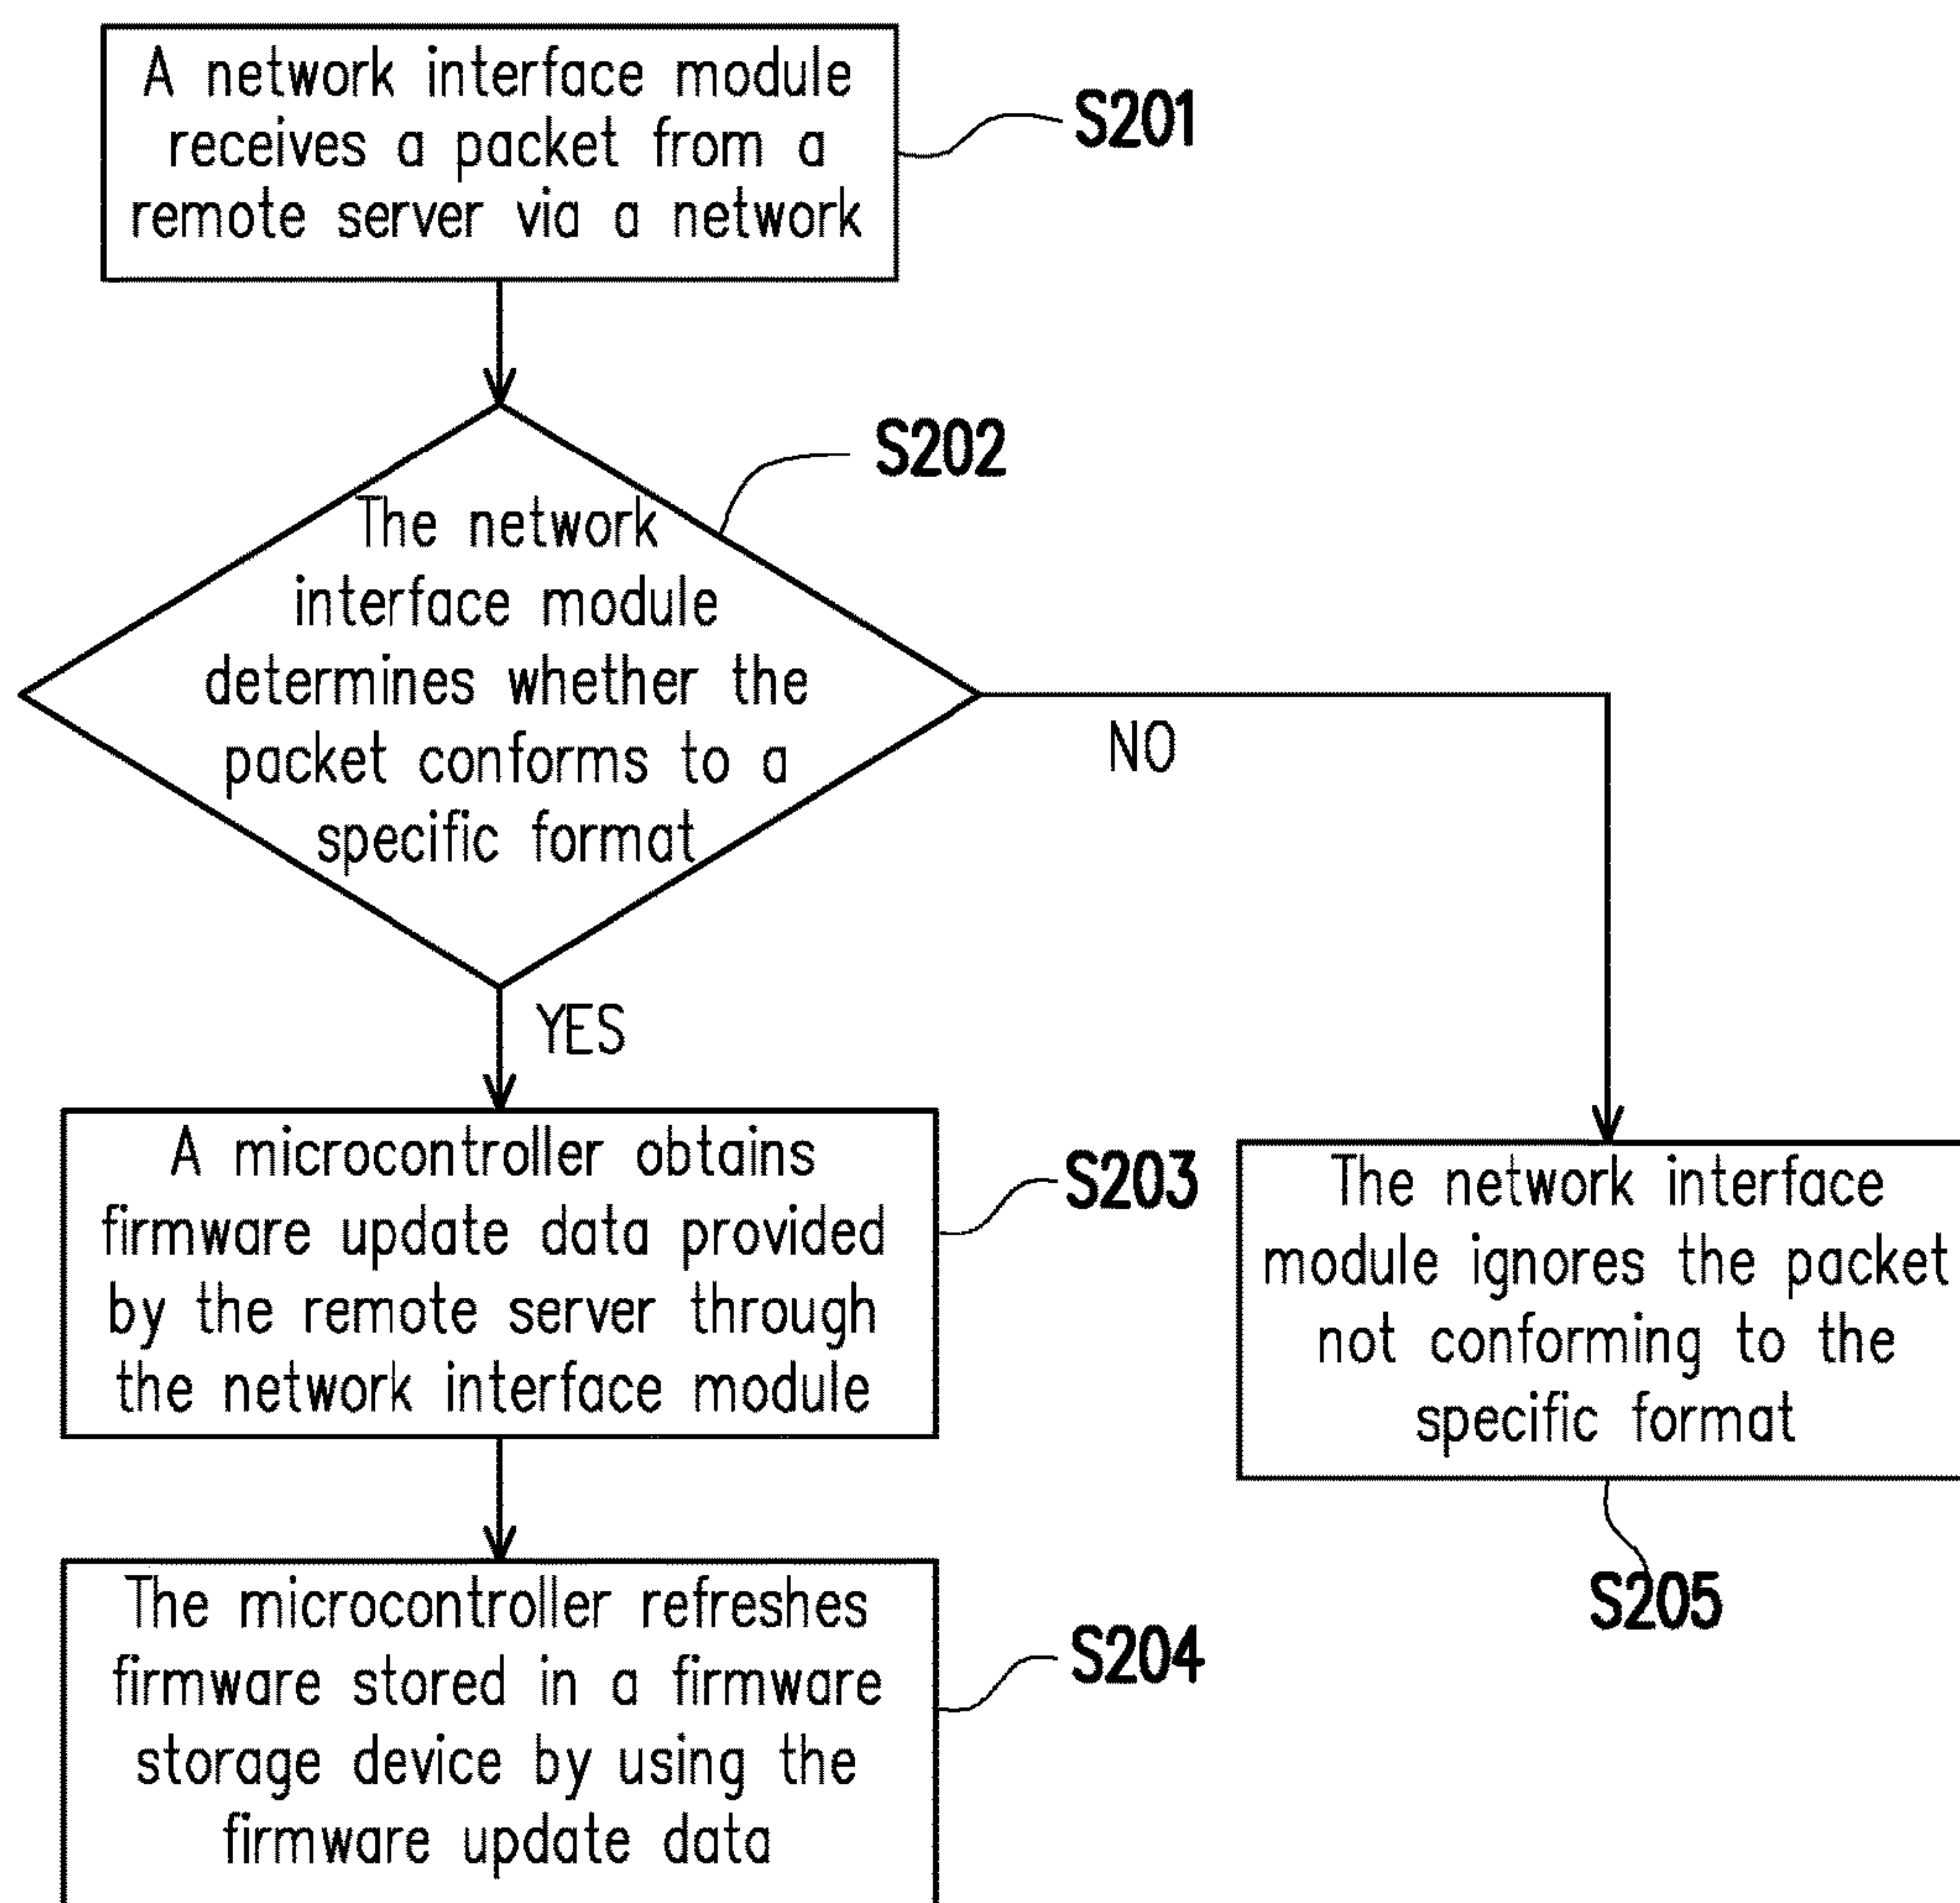 A network interface module
receives a packet from a
remote server via a network
S201
S202
The network
interface module
determines whether the
packet conforms to a
specific format
NO
YES
A microcontroller obtains
firmware update data provided
by the remote server through
the network interface module
S203
The network interface
module ignores the packet
not conforming to the
specific format
S205
The microcontroller refreshes
firmware stored in a firmware
storage device by using the
firmware update data
S204